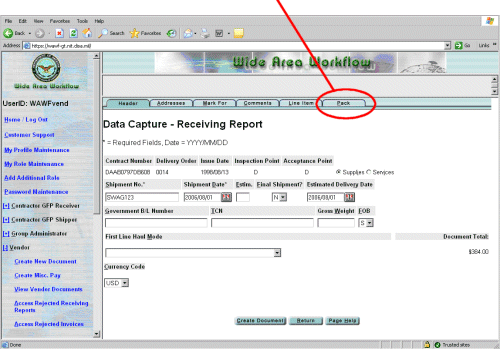 File Edit View Favorites Tools Help
Back Search Favorites
Address https://wawf-gt.nit.disa.mil/ Go Links
Wide Area Workflow
Wide Area Workflow
UserID: WAWFvend
Header Addresses Mark For Comments Line Item Pack
Home / Log Out
Customer Support
My Profile Maintenance
My Role Maintenance
Add Additional Role
Password Maintenance
[+] Contractor GFP Receiver
[+] Contractor GFP Shipper
[+] Group Administrator
[-] Vendor
Create New Document
Create Misc. Pay
View Vendor Documents
Access Rejected Receiving
Reports
Access Rejected Invoices
Data Capture - Receiving Report
* = Required Fields, Date = YYYY/MM/DD
Contract Number Delivery Order Issue Date Inspection Point Acceptance Point
DAAB0797D8608 0014 1996/08/13 D D Supplies Services
Shipment No.* Shipment Date* Estim. Final Shipment? Estimated Delivery Date
SWAG123 2006/08/01 N 2006/08/01
Government B/L Number TCN Gross Weight FOB
S
First Line Haul Mode Document Total:
$384.00
Currency Code
USD
Create Document Return Page Help
Done Trusted sites